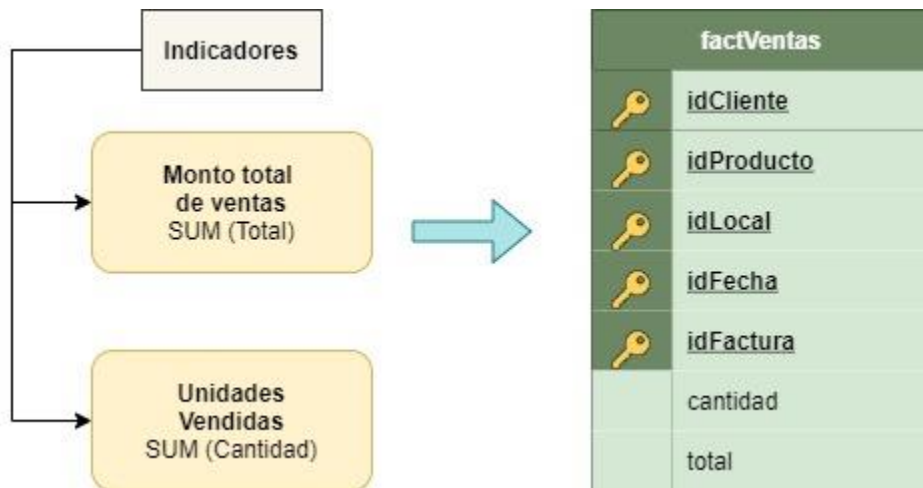 Indicadores
Monto total
de ventas
SUM (Total)
Unidades
Vendidas
SUM (Cantidad)
factVentas
idCliente
idProducto
idLocal
idFecha
idFactura
cantidad
total